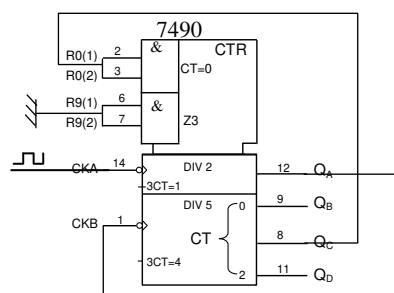 7490
& CTR
R0(1) 2
R0(2) 3 CT=0
R9(1) 6 &
R9(2) 7 Z3
CKA 14 DIV 2 12 QA
3CT=1
DIV 5 0 9 QB
CKB 1
CT 8 QC
3CT=4 2 11 QD